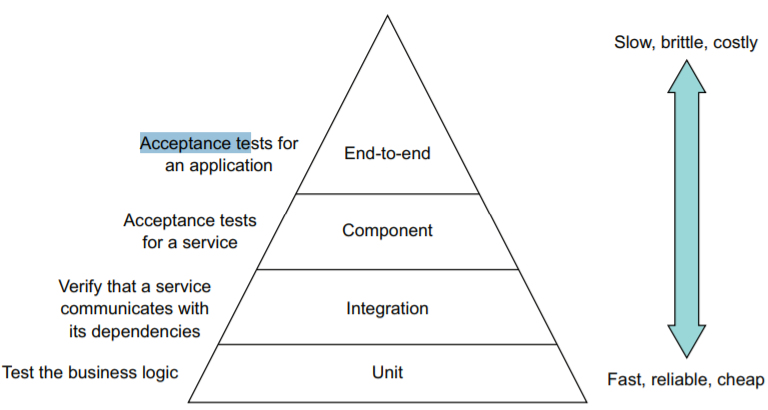 Slow, brittle, costly
Acceptance tests for
an application
End-to-end
Acceptance tests
for a service
Component
Verify that a service
communicates with
its dependencies
Integration
Test the business logic
Unit
Fast, reliable, cheap